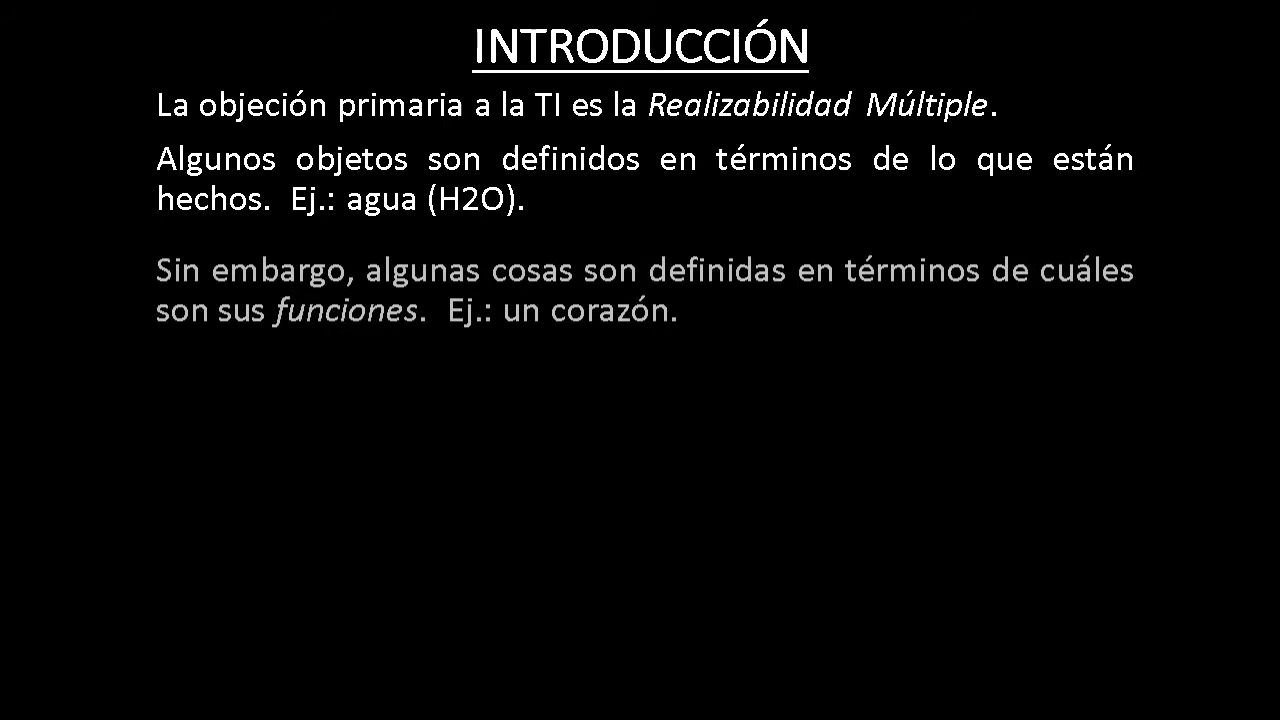 INTRODUCCIÓN
La objeción primaria a la TI es la Realizabilidad Múltiple.
Algunos objetos son definidos en términos de lo que están
hechos. Ej.: agua (H2O).
Sin embargo, algunas cosas son definidas en términos de cuáles
son sus funciones. Ej.: un corazón.